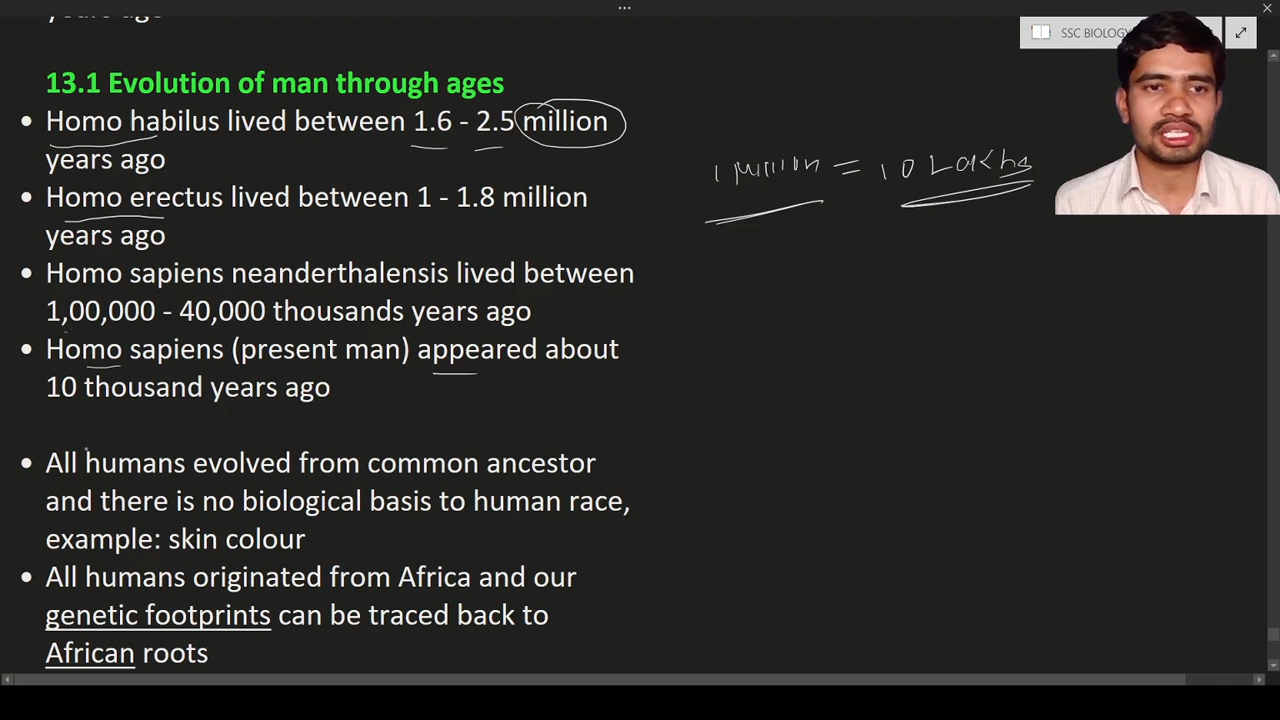 SSC BIOLOGY
13.1 Evolution of man through ages
• Homo habilus lived between 1.6 - 2.5 million
years ago
• Homo erectus lived between 1 - 1.8 million
years ago
• Homo sapiens neanderthalensis lived between
1,00,000 - 40,000 thousands years ago
• Homo sapiens (present man) appeared about
10 thousand years ago
• All humans evolved from common ancestor
and there is no biological basis to human race,
example: skin colour
• All humans originated from Africa and our
genetic footprints can be traced back to
African roots
1 Million = 10 Lakhs